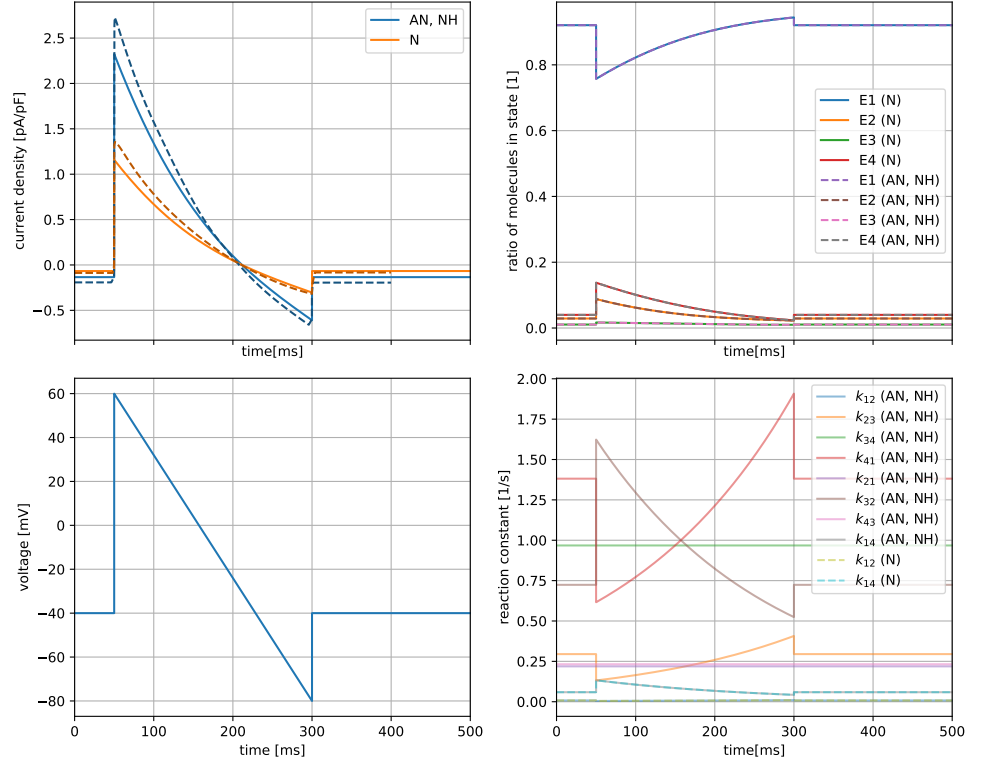 current density [pA/pF]
2.5
2.0
1.5
1.0
0.5
0.0
−0.5
AN, NH
N
time[ms]
ratio of molecules in state [1]
0.8
0.6
0.4
0.2
0.0
E1 (N)
E2 (N)
E3 (N)
E4 (N)
E1 (AN, NH)
E2 (AN, NH)
E3 (AN, NH)
E4 (AN, NH)
time[ms]
voltage [mV]
60
40
20
0
−20
−40
−60
−80
0 100 200 300 400 500
time [ms]
reaction constant [1/s]
2.00
1.75
1.50
1.25
1.00
0.75
0.50
0.25
0.00
k₁₂ (AN, NH)
k₂₃ (AN, NH)
k₃₄ (AN, NH)
k₄₁ (AN, NH)
k₂₁ (AN, NH)
k₃₂ (AN, NH)
k₄₃ (AN, NH)
k₁₄ (AN, NH)
k₁₂ (N)
k₁₄ (N)
0 100 200 300 400 500
time[ms]